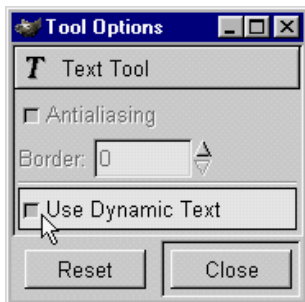 Tool Options
T Text Tool
Antialiasing
Border: 0
Use Dynamic Text
Reset Close